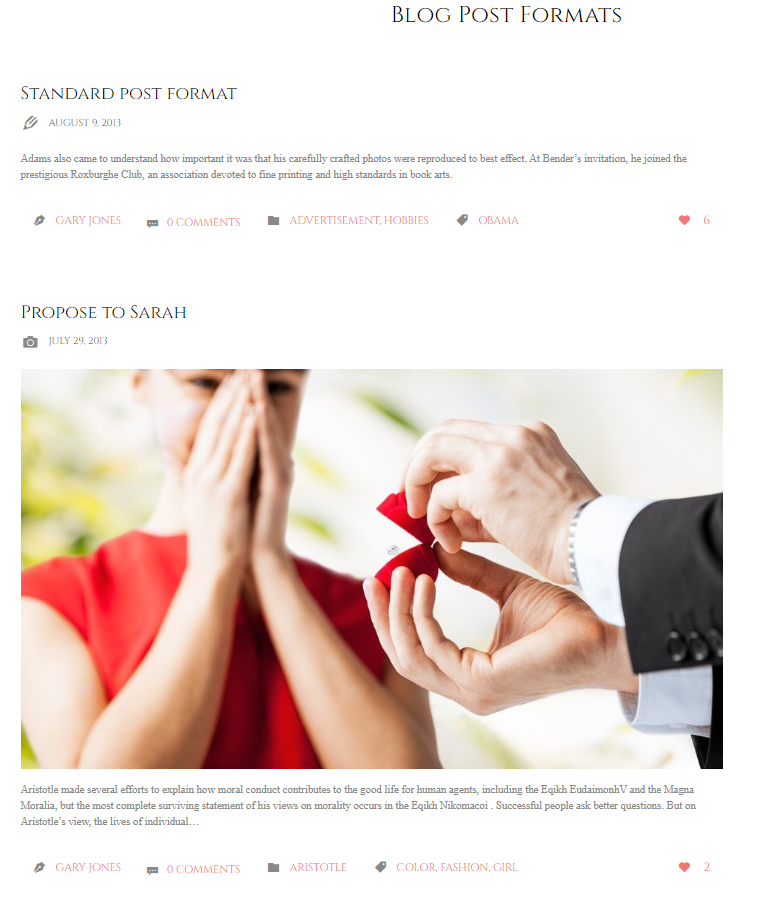 Blog Post Formats
Standard post format
AUGUST 9, 2013
Adams also came to understand how important it was that his carefully crafted photos were reproduced to best effect. At Bender’s invitation, he joined the
prestigious Roxburghe Club, an association devoted to fine printing and high standards in book arts.
GARY JONES 0 COMMENTS ADVERTISEMENT, HOBBIES OBAMA 6
Propose to Sarah
JULY 29, 2013
Aristotle made several efforts to explain how moral conduct contributes to the good life for human agents, including the Eqikh EudaimonhV and the Magna
Moralia, but the most complete surviving statement of his views on morality occurs in the Eqikh Nikomacoi . Successful people ask better questions. But on
Aristotle’s view, the lives of individual…
GARY JONES 0 COMMENTS ARISTOTLE COLOR, FASHION, GIRL 2